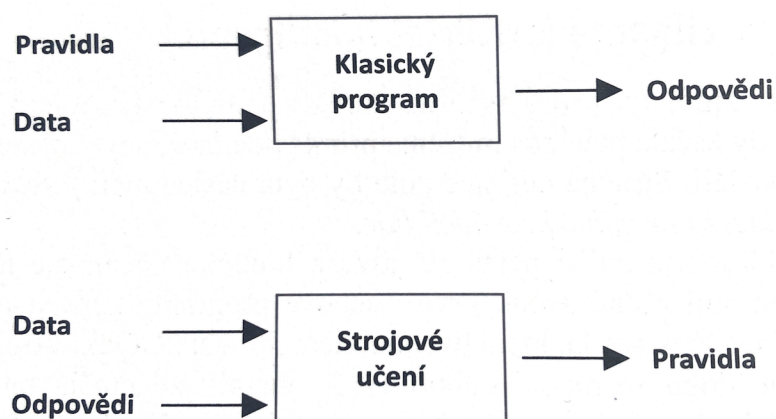 Pravidla
Data
Klasický
program
Odpovědi
Data
Odpovědi
Strojové
učení
Pravidla